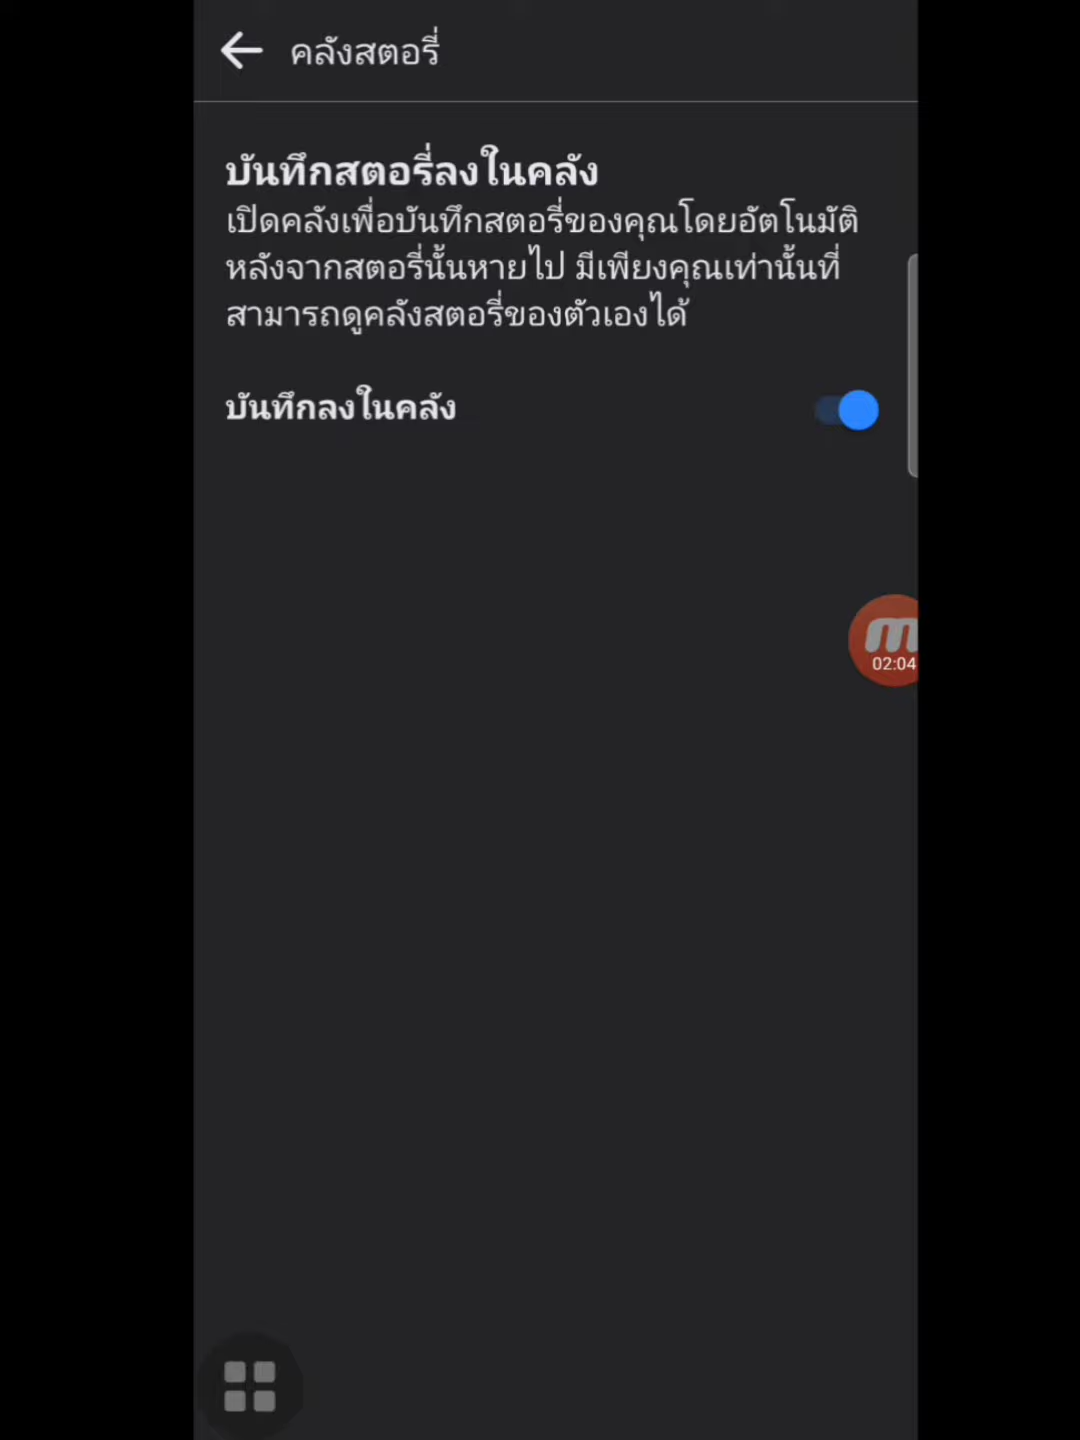 คลังสตอรี่
บันทึกสตอรี่ลงในคลัง
เปิดคลังเพื่อบันทึกสตอรี่ของคุณโดยอัตโนมัติ
หลังจากสตอรี่นั้นหายไป มีเพียงคุณเท่านั้นที่
สามารถดูคลังสตอรี่ของตัวเองได้
บันทึกลงในคลัง
m
02:04